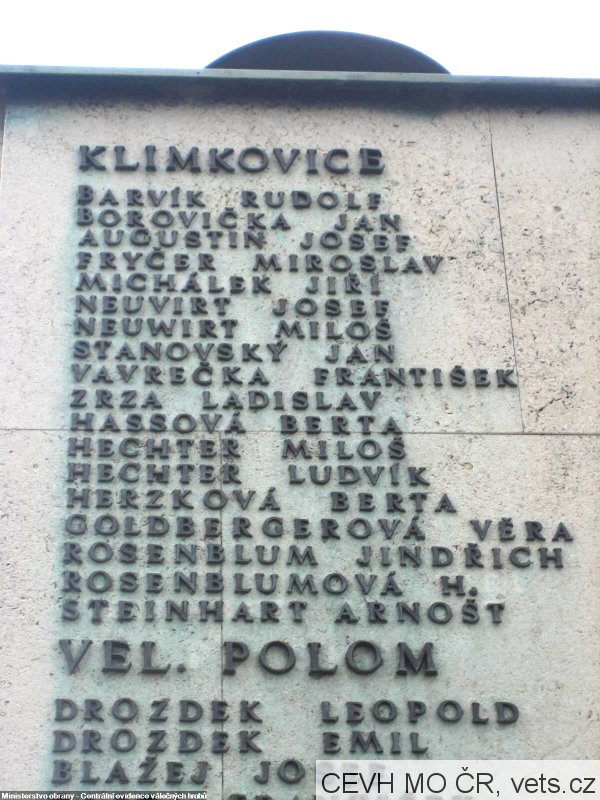 KLIMKOVICE
BARVÍK RUDOLF
BOROVIČKA JAN
AUGUSTIN JOSEF
FRYČER MIROSLAV
MICHÁLEK JIŘÍ
NEUVIRT JOSEF
NEUWIRT MILOŠ
STANOVSKÝ JAN
VAVREČKA FRANTIŠEK
ZRZA LADISLAV
HASSOVÁ BERTA
HECHTER MILOŠ
HECHTER LUDVÍK
HERZKOVÁ BERTA
GOLDBERGEROVÁ VĚRA
ROSENBLUM JINDŘICH
ROSENBLUMOVÁ H.
STEINHART ARNOŠT
VEL. POLOM
DROZDEK LEOPOLD
DROZDEK EMIL
BLAŽEJ
CEVH MO ČR, vets.cz
Ministerstvo obrany - Centrální evidence válečných hrobů